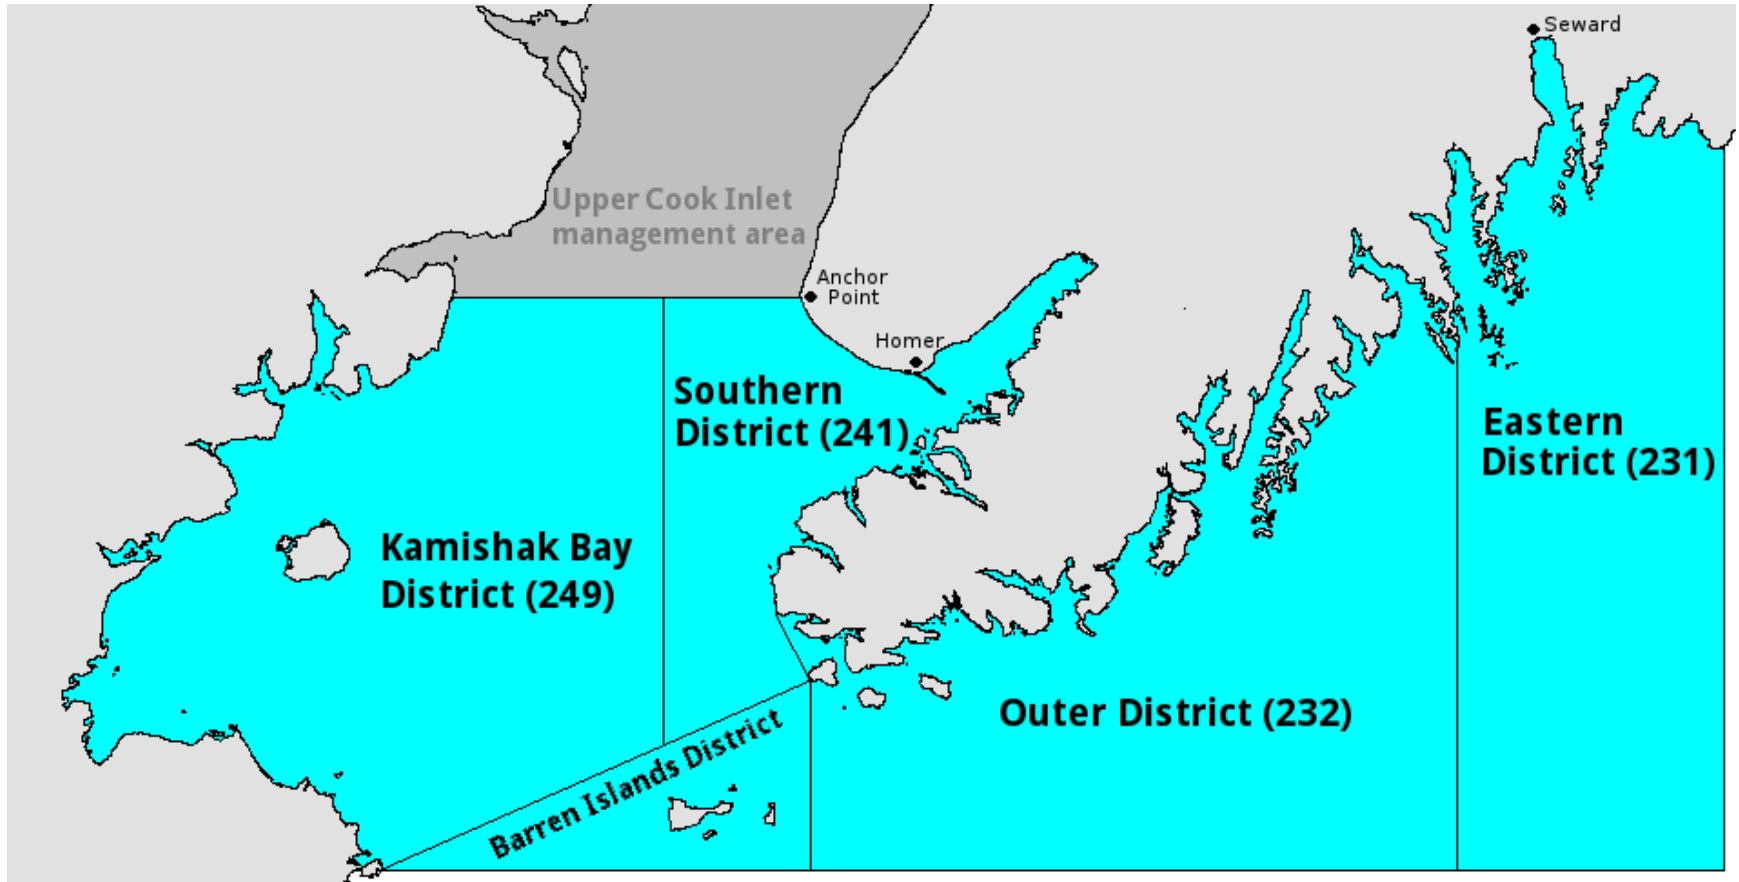 Seward
Upper Cook Inlet
management area
Anchor
Point
Homer
Southern
District (241)
Eastern
District (231)
Kamishak Bay
District (249)
Outer District (232)
Barren Islands District